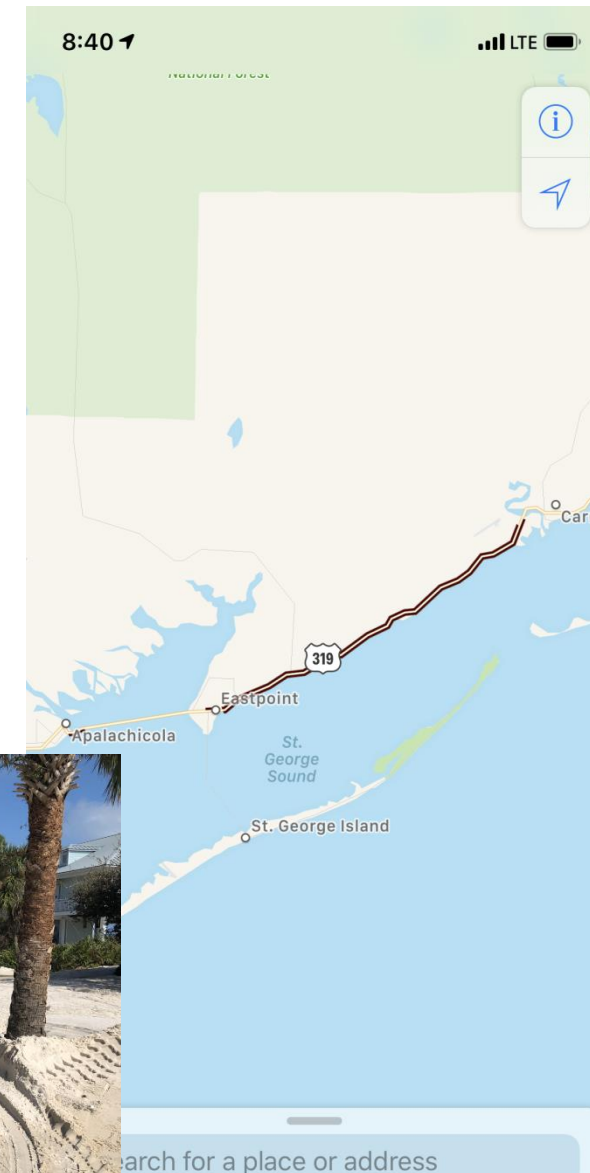 8:40
LTE
National Forest
i
Car
319
Eastpoint
Apalachicola
St.
George
Sound
St. George Island
earch for a place or address